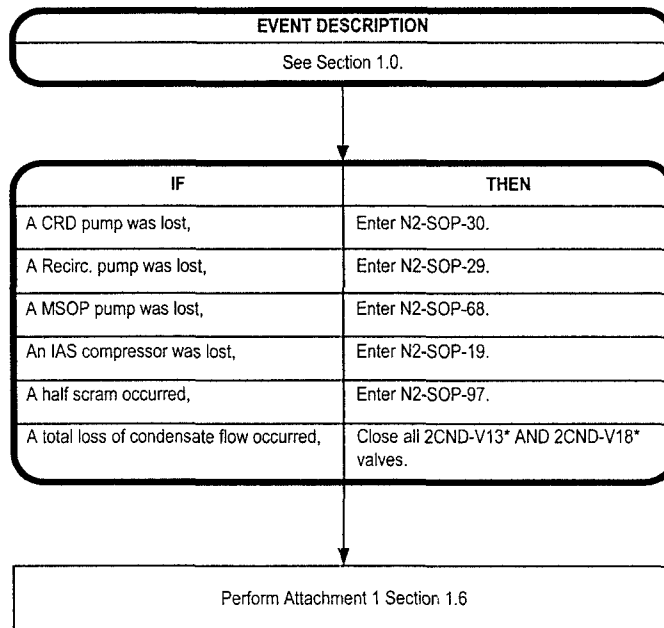 EVENT DESCRIPTION
See Section 1.0.
IF
THEN
A CRD pump was lost,
Enter N2-SOP-30.
A Recirc. pump was lost,
Enter N2-SOP-29.
A MSOP pump was lost,
Enter N2-SOP-68.
An IAS compressor was lost,
Enter N2-SOP-19.
A half scram occurred,
Enter N2-SOP-97.
A total loss of condensate flow occurred,
Close all 2CND-V13* AND 2CND-V18*
valves.
Perform Attachment 1 Section 1.6